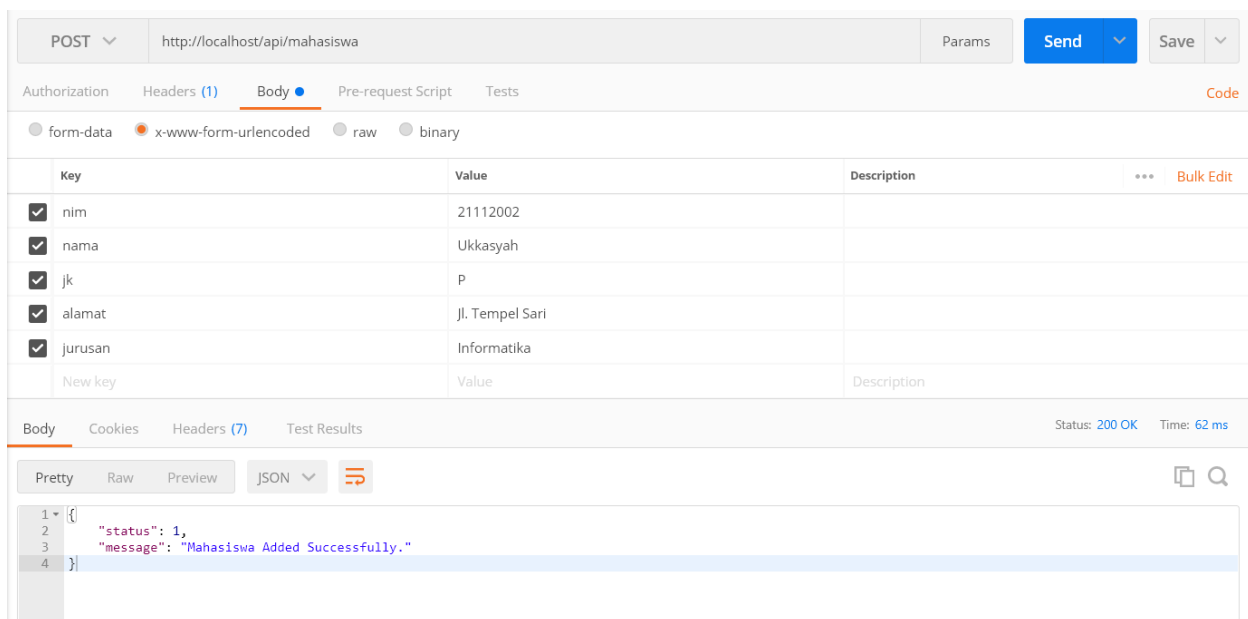 POST http://localhost/api/mahasiswa Params Send Save
Authorization Headers (1) Body Pre-request Script Tests Code
form-data x-www-form-urlencoded raw binary
Key Value Description ••• Bulk Edit
nim 21112002
nama Ukkasyah
jk P
alamat Jl. Tempel Sari
jurusan Informatika
New key Value Description
Body Cookies Headers (7) Test Results Status: 200 OK Time: 62 ms
Pretty Raw Preview JSON
1 {
2 "status": 1,
3 "message": "Mahasiswa Added Successfully."
4 }